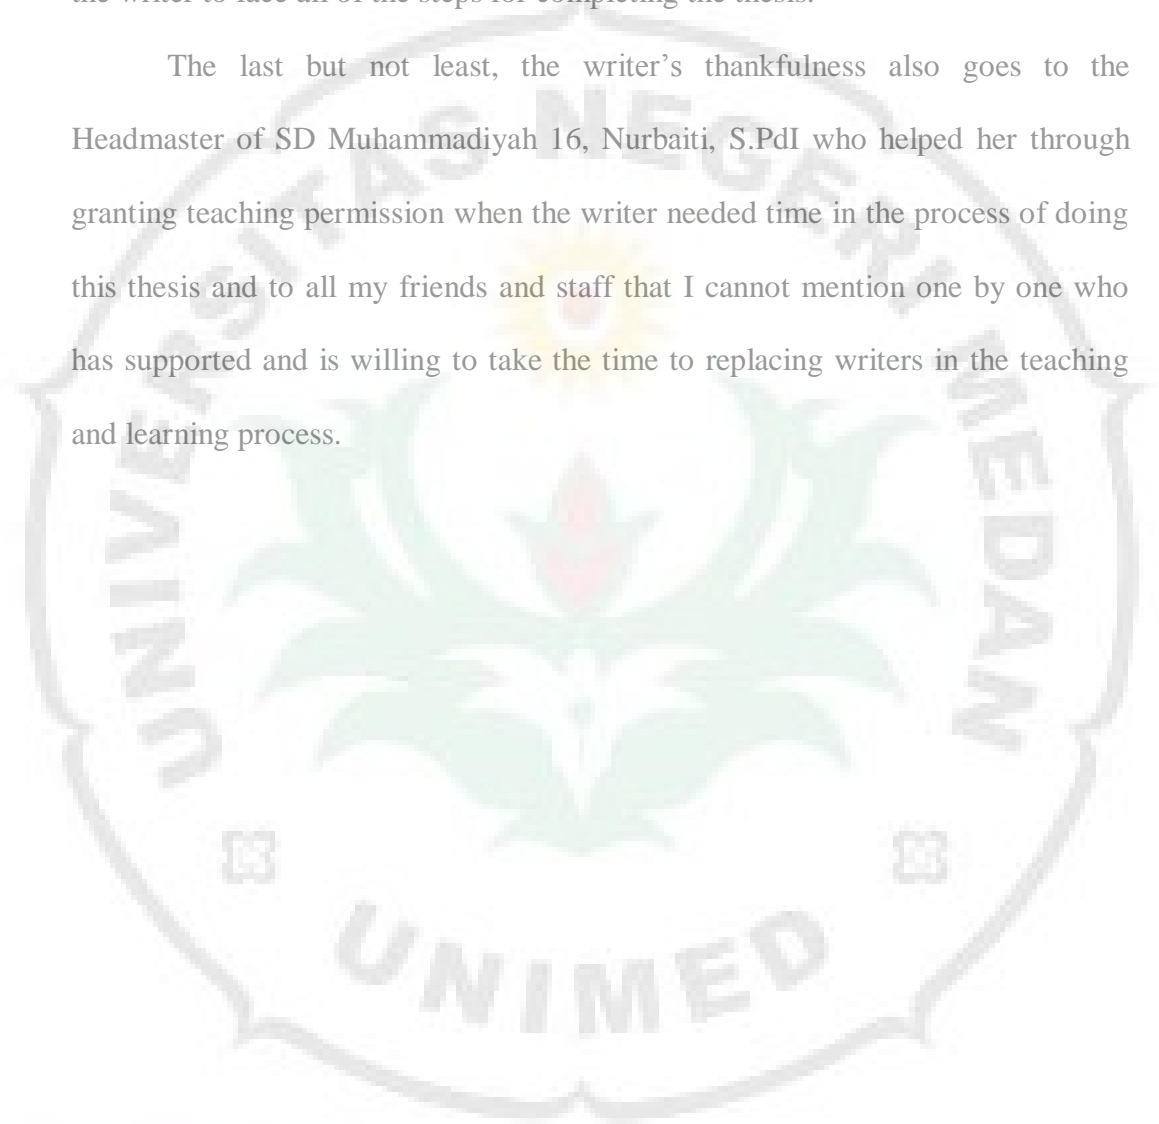 the writer to face all of the steps for completing the thesis.
The last but not least, the writer's thankfulness also goes to the
Headmaster of SD Muhammadiyah 16, Nurbaiti, S.PdI who helped her through
granting teaching permission when the writer needed time in the process of doing
this thesis and to all my friends and staff that I cannot mention one by one who
has supported and is willing to take the time to replacing writers in the teaching
and learning process.
UNIVERSITAS NEGERI MEDAN
UNIMED